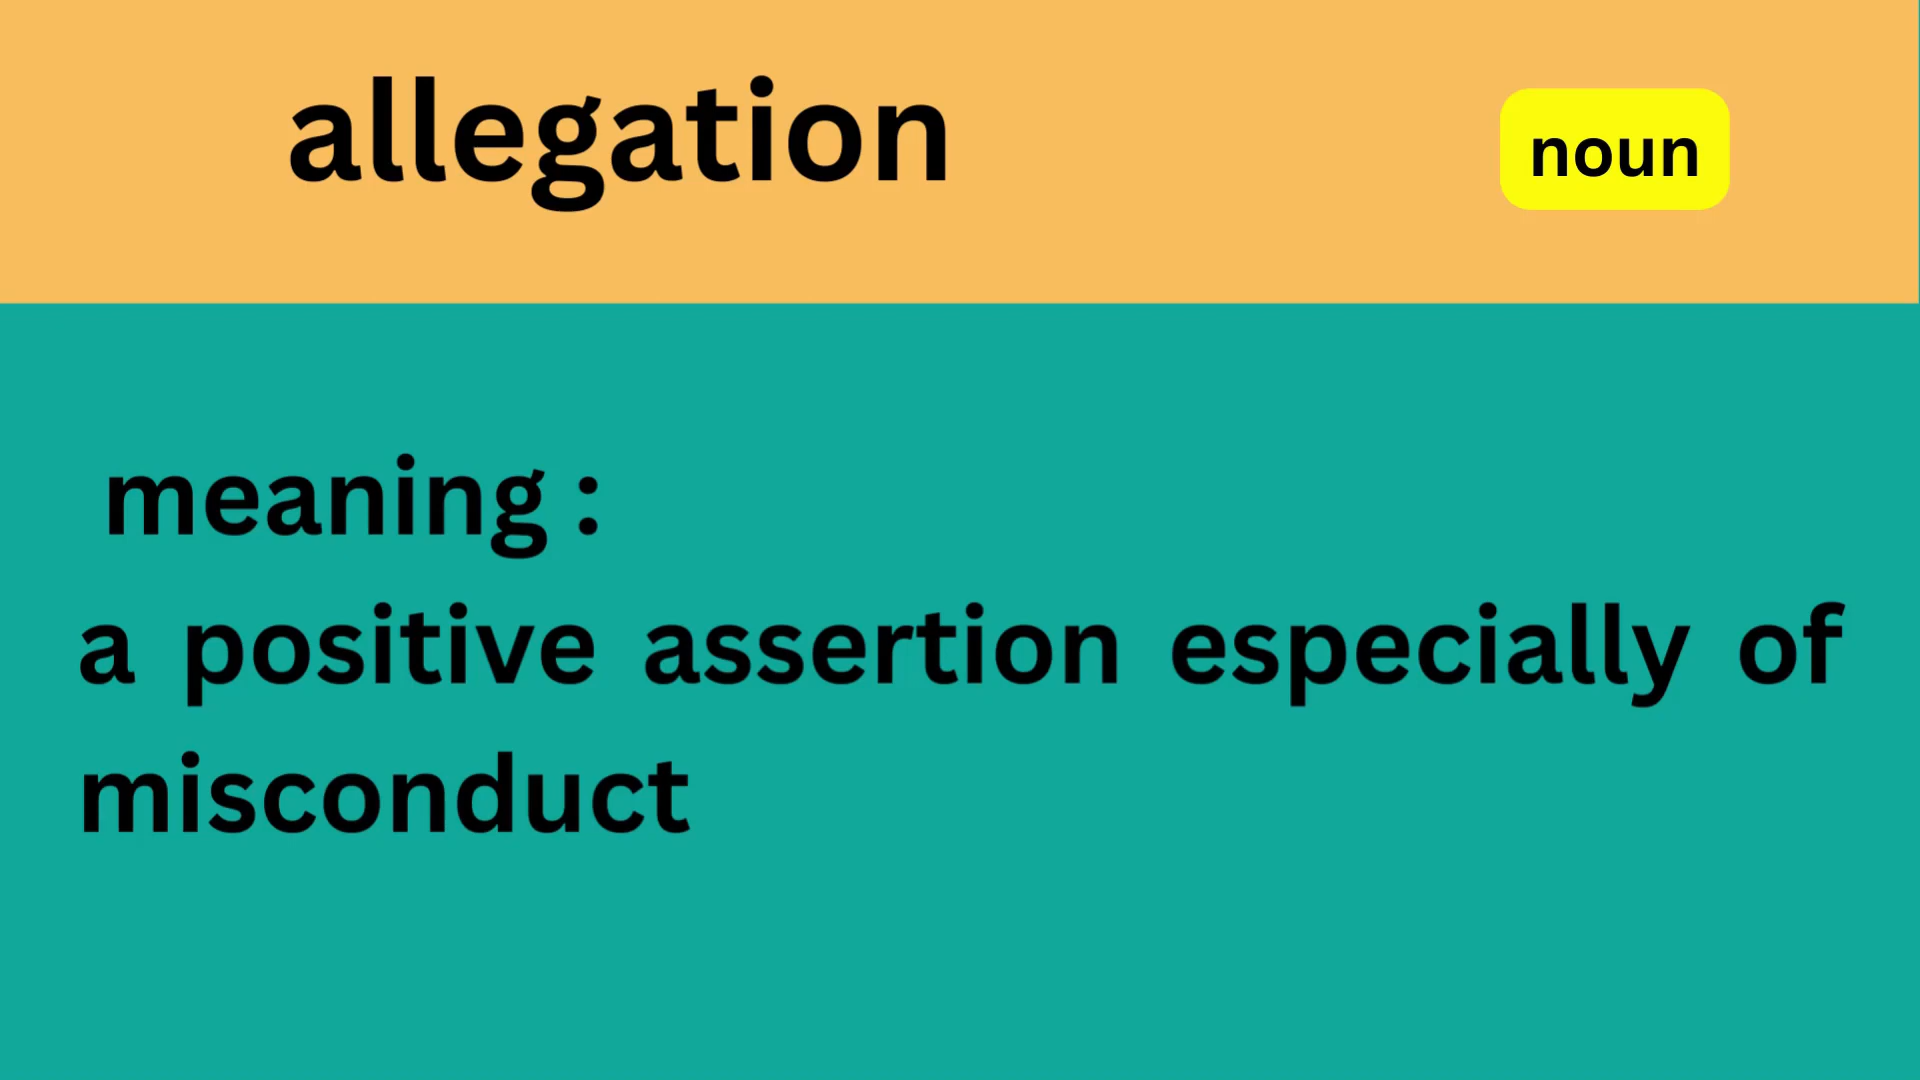 allegation
noun
meaning :
a positive assertion especially of
misconduct